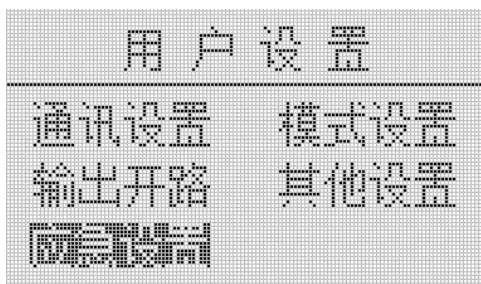 用户设置
通讯设置 模式设置
输出开路 其他设置
应急设置